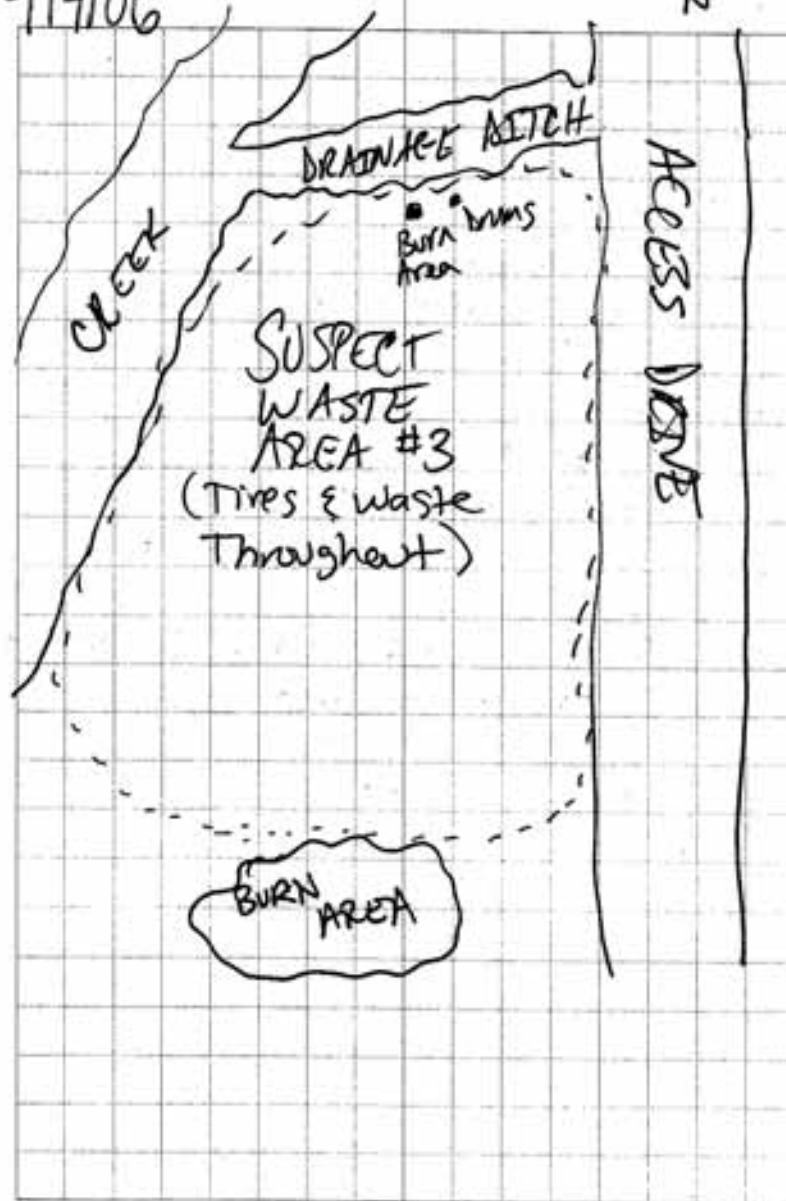 DRAINAGE DITCH
CREEK
Burn
Area
Drums
ACCESS DRIVE
SUSPECT
WASTE
AREA #3
(Tires & Waste
Throughout)
BURN
AREA